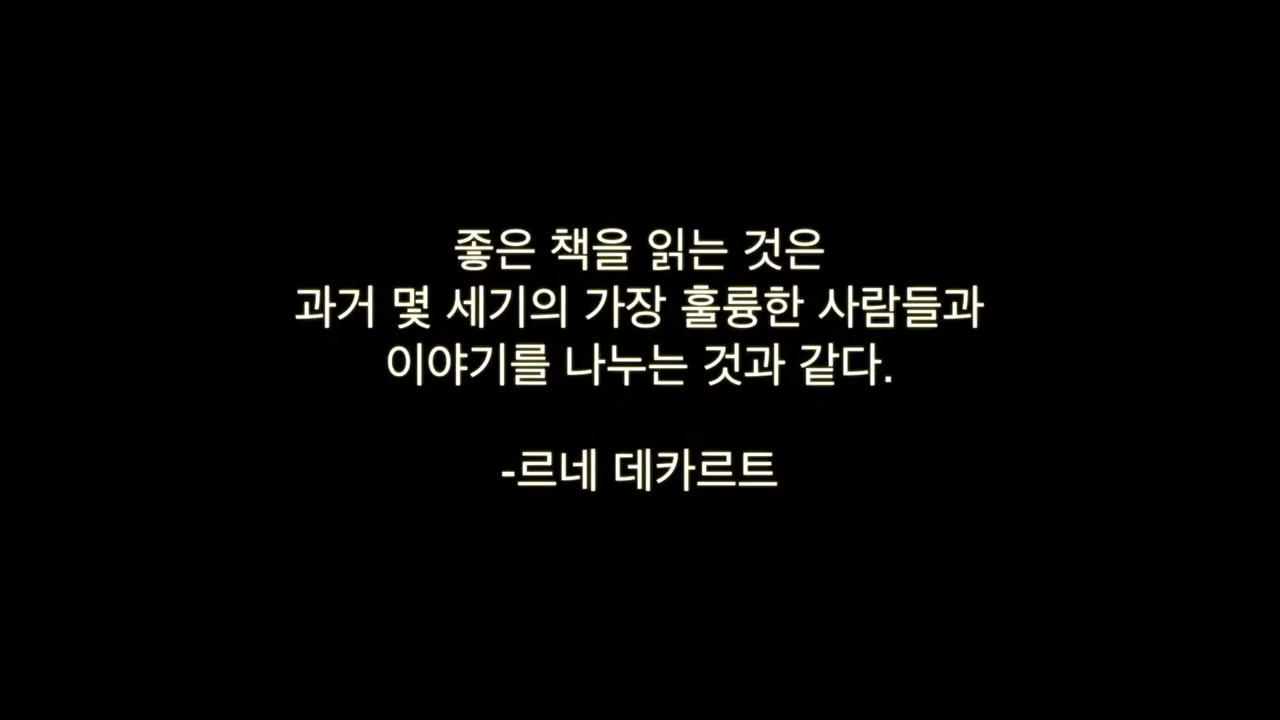 좋은 책을 읽는 것은
과거 몇 세기의 가장 훌륭한 사람들과
이야기를 나누는 것과 같다.
-르네 데카르트